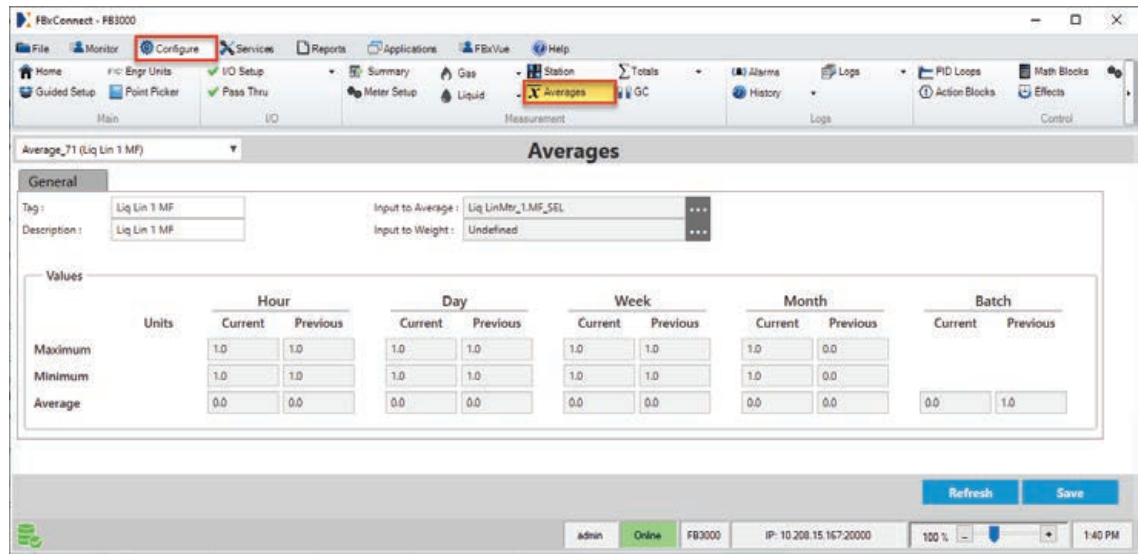 FBxConnect - FB3000
File Monitor Configure Services Reports Applications FBxVue Help
Home Engr Units I/O Setup Summary Gas Station Totals Alarms Logs PID Loops Math Blocks
Guided Setup Point Picker Pass Thru Meter Setup Liquid Averages GC History Action Blocks Effects
Main I/O Measurement Logs Control
Average_71 (Liq Lin 1 MF) Averages
General
Tag : Liq Lin 1 MF Input to Average : Liq LinMtr_1.MF_SEL ...
Description : Liq Lin 1 MF Input to Weight : Undefined ...
Values
Hour Day Week Month Batch
Units Current Previous Current Previous Current Previous Current Previous Current Previous
Maximum 1.0 1.0 1.0 1.0 1.0 1.0 1.0 0.0
Minimum 1.0 1.0 1.0 1.0 1.0 1.0 1.0 0.0
Average 0.0 0.0 0.0 0.0 0.0 0.0 0.0 0.0 0.0 1.0
Refresh Save
admin Online FB3000 IP: 10.208.15.167:20000 100 % - + 1:40 PM